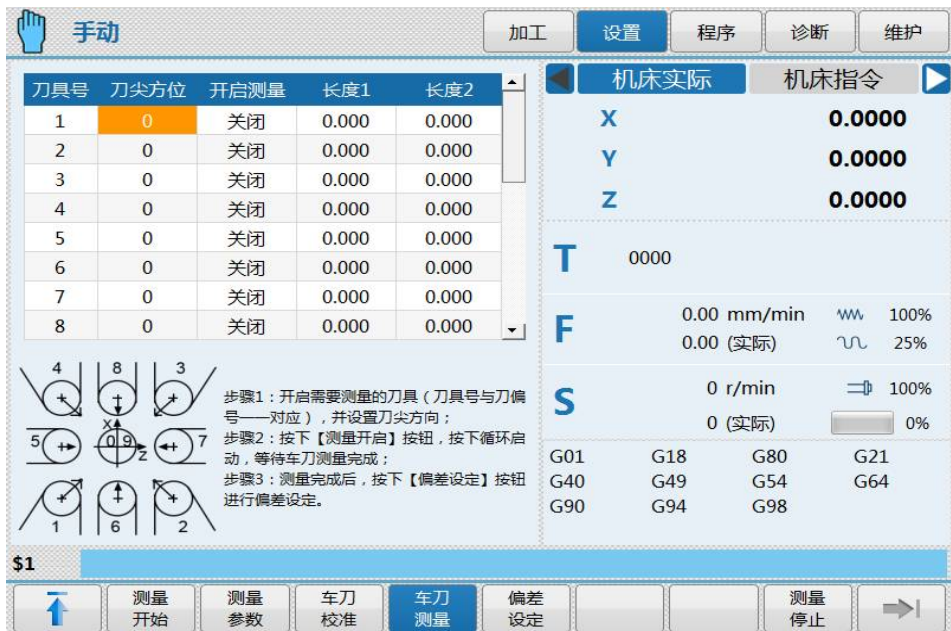 手动
加工 设置 程序 诊断 维护
刀具号 刀尖方位 开启测量 长度1 长度2
1 0 关闭 0.000 0.000
2 0 关闭 0.000 0.000
3 0 关闭 0.000 0.000
4 0 关闭 0.000 0.000
5 0 关闭 0.000 0.000
6 0 关闭 0.000 0.000
7 0 关闭 0.000 0.000
8 0 关闭 0.000 0.000
4 8 3
X
5 0 9 Z 7
1 6 2
步骤1：开启需要测量的刀具（刀具号与刀偏
号一一对应），并设置刀尖方向；
步骤2：按下【测量开启】按钮，按下循环启
动，等待车刀测量完成；
步骤3：测量完成后，按下【偏差设定】按钮
进行偏差设定。
机床实际 机床指令
X 0.0000
Y 0.0000
Z 0.0000
T 0000
F 0.00 mm/min 100%
0.00 (实际) 25%
S 0 r/min 100%
0 (实际) 0%
G01 G18 G80 G21
G40 G49 G54 G64
G90 G94 G98
$1
测量
开始
测量
参数
车刀
校准
车刀
测量
偏差
设定
测量
停止